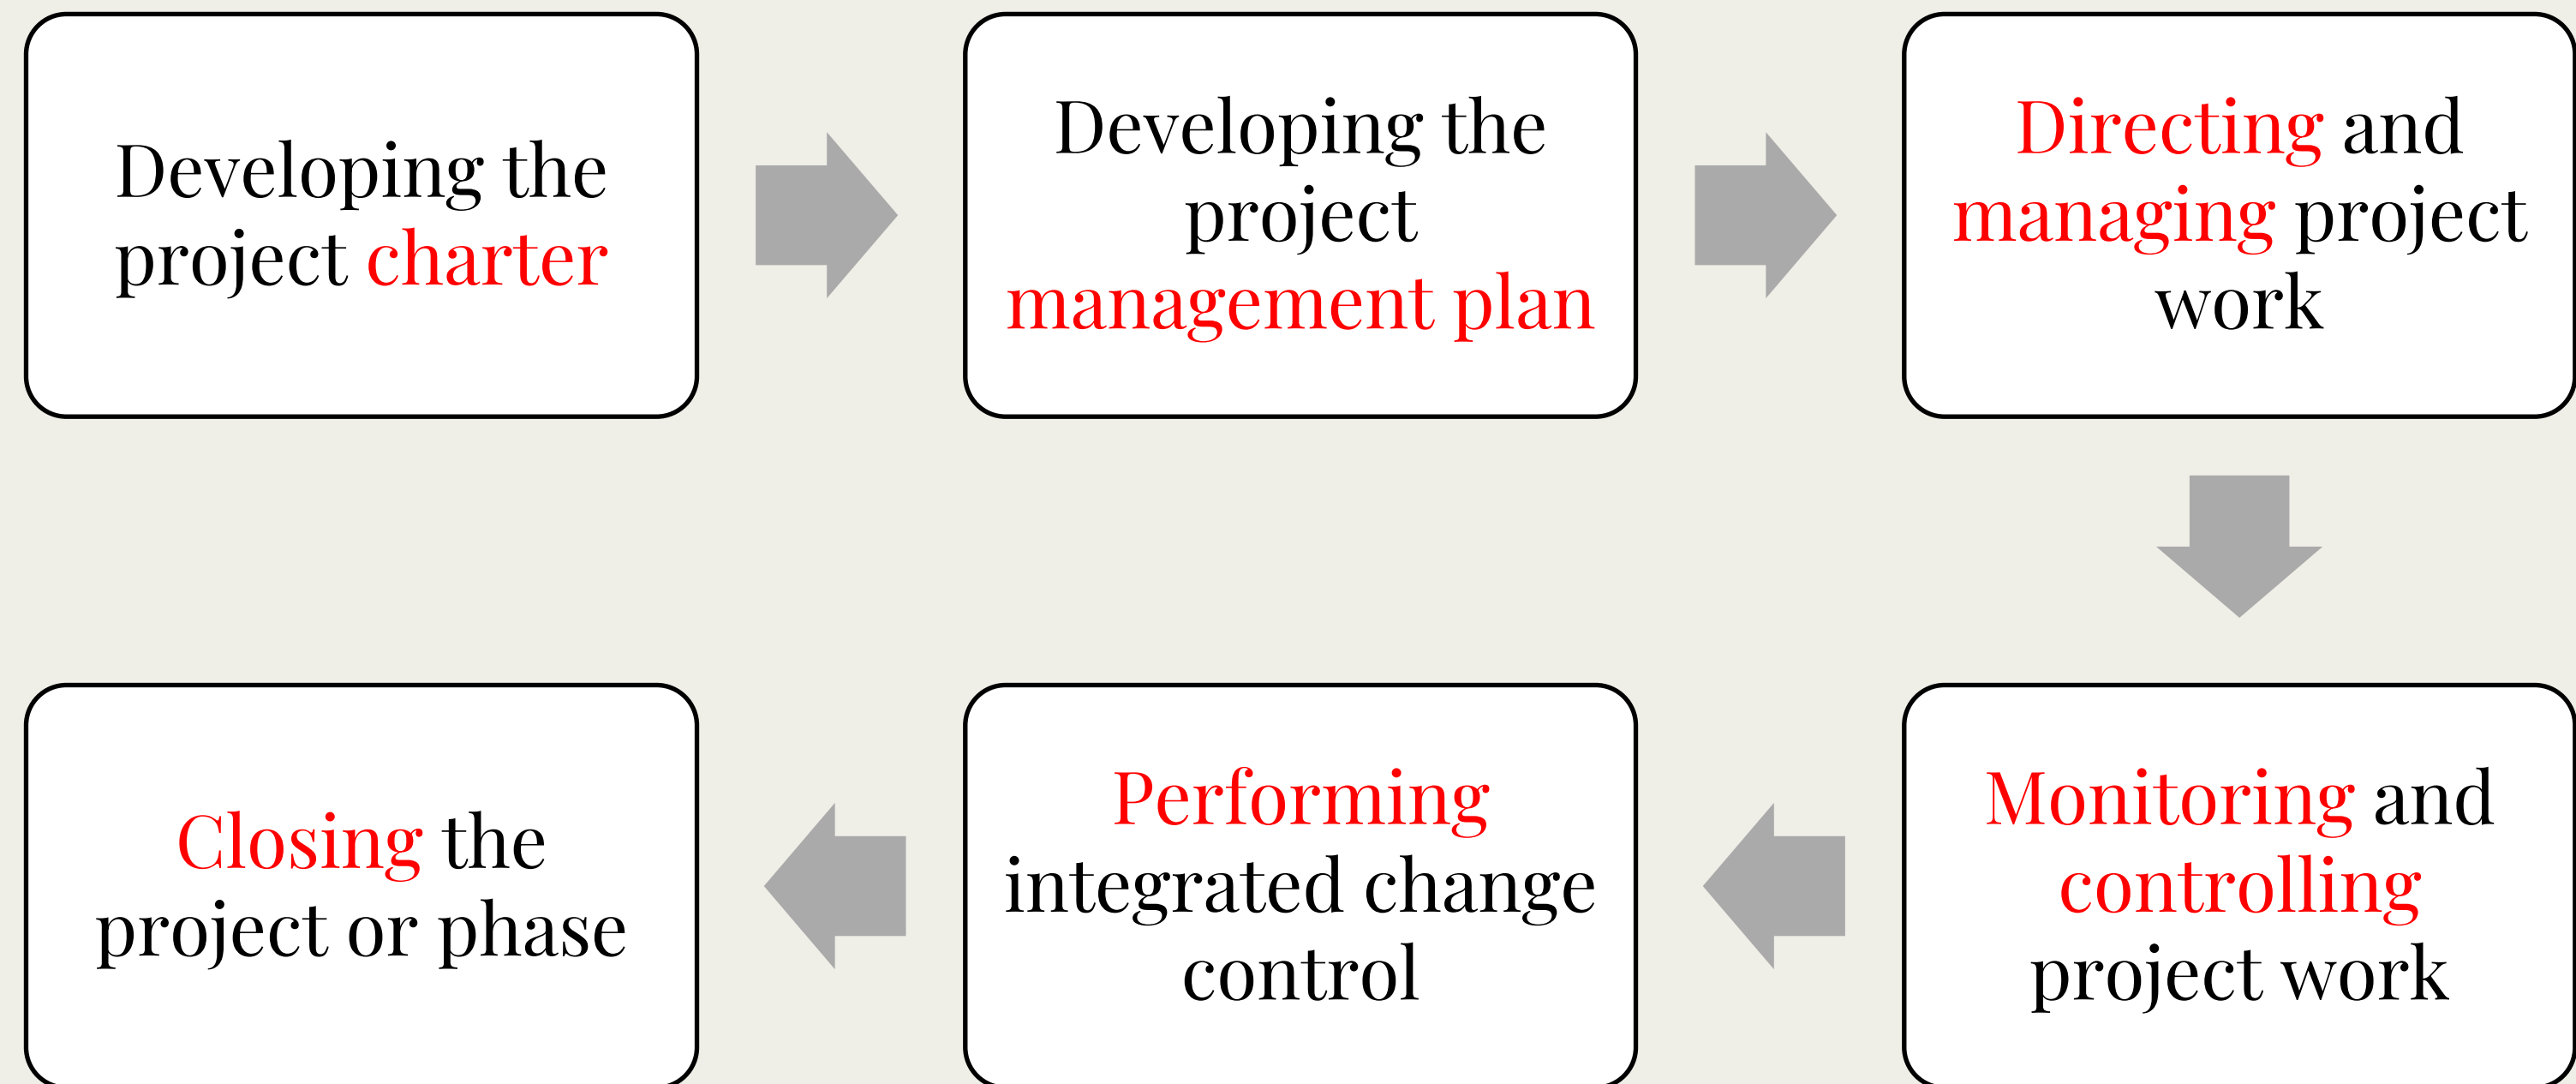 Developing the
project charter
Developing the
project
management plan
Directing and
managing project
work
Monitoring and
controlling
project work
Performing
integrated change
control
Closing the
project or phase